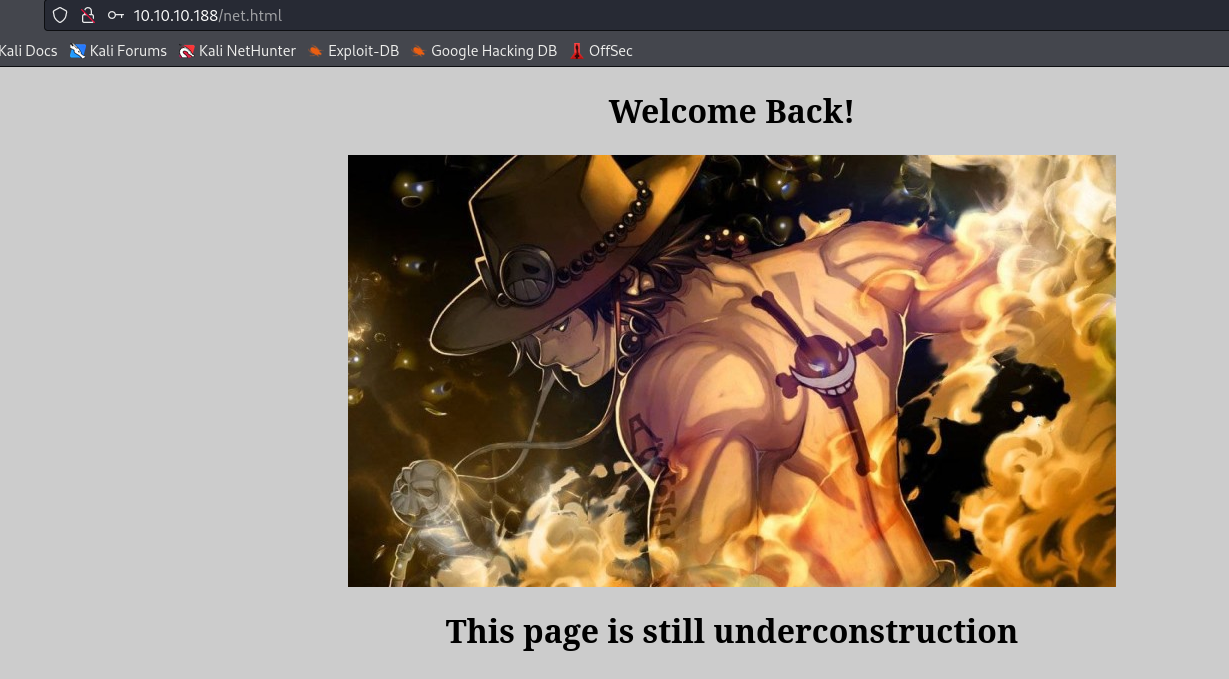 10.10.10.188/net.html
Kali Docs Kali Forums Kali NetHunter Exploit-DB Google Hacking DB OffSec
Welcome Back!
This page is still underconstruction